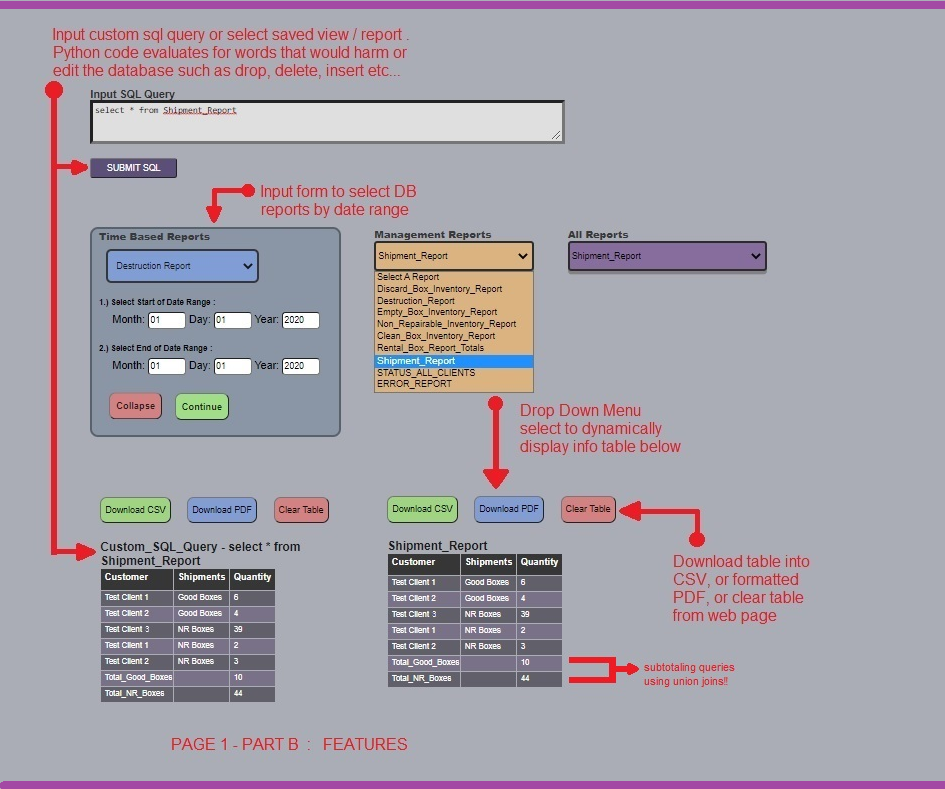 Input custom sql query or select saved view / report .
Python code evaluates for words that would harm or
edit the database such as drop, delete, insert etc...
Input SQL Query
select * from Shipment_Report
SUBMIT SQL
Input form to select DB
reports by date range
Time Based Reports
Destruction Report
1.) Select Start of Date Range :
Month: 01 Day: 01 Year: 2020
2.) Select End of Date Range :
Month: 01 Day: 01 Year: 2020
Collapse Continue
Management Reports
Shipment_Report
Select A Report
Discard_Box_Inventory_Report
Destruction_Report
Empty_Box_Inventory_Report
Non_Repairable_Inventory_Report
Clean_Box_Inventory_Report
Rental_Box_Report_Totals
Shipment_Report
STATUS_ALL_CLIENTS
ERROR_REPORT
All Reports
Shipment_Report
Drop Down Menu
select to dynamically
display info table below
Download CSV Download PDF Clear Table
Custom_SQL_Query - select * from
Shipment_Report
Customer Shipments Quantity
Test Client 1 Good Boxes 6
Test Client 2 Good Boxes 4
Test Client 3 NR Boxes 39
Test Client 1 NR Boxes 2
Test Client 2 NR Boxes 3
Total_Good_Boxes 10
Total_NR_Boxes 44
Download CSV Download PDF Clear Table
Shipment_Report
Customer Shipments Quantity
Test Client 1 Good Boxes 6
Test Client 2 Good Boxes 4
Test Client 3 NR Boxes 39
Test Client 1 NR Boxes 2
Test Client 2 NR Boxes 3
Total_Good_Boxes 10
Total_NR_Boxes 44
Download table into
CSV, or formatted
PDF, or clear table
from web page
subtotaling queries
using union joins!!
PAGE 1 - PART B : FEATURES